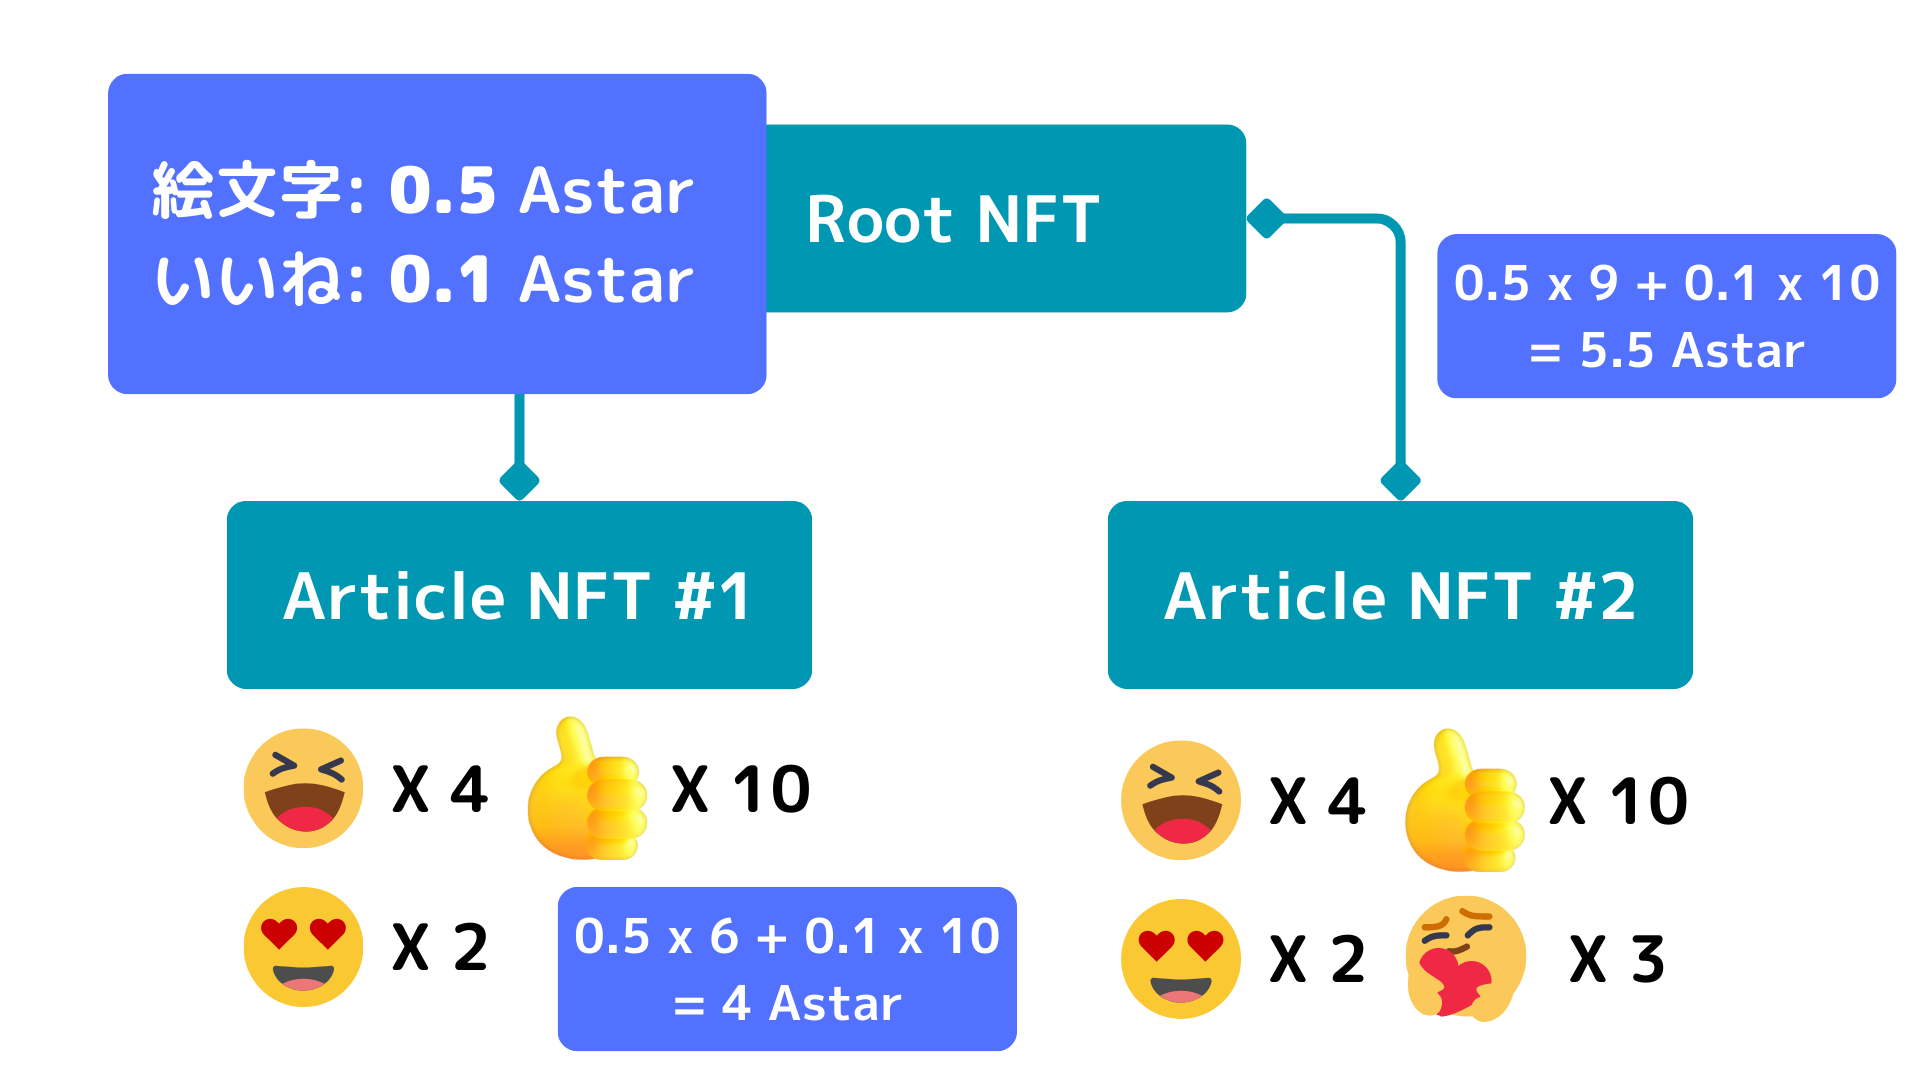 絵文字: 0.5 Astar
いいね: 0.1 Astar
Root NFT
0.5 x 9 + 0.1 x 10
= 5.5 Astar
Article NFT #1
Article NFT #2
X 4
X 10
X 2
0.5 x 6 + 0.1 x 10
= 4 Astar
X 4
X 10
X 2
X 3